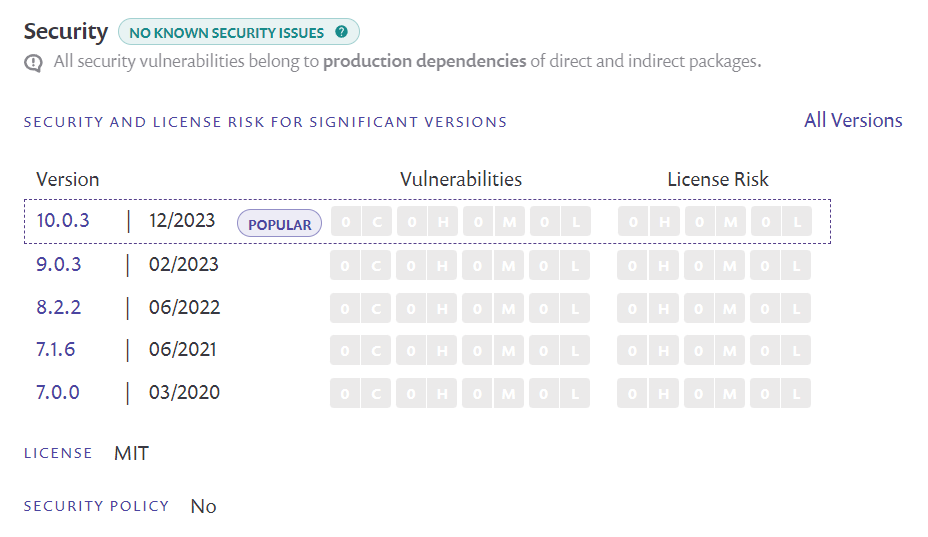 Security NO KNOWN SECURITY ISSUES ?
All security vulnerabilities belong to production dependencies of direct and indirect packages.
SECURITY AND LICENSE RISK FOR SIGNIFICANT VERSIONS All Versions
Version Vulnerabilities License Risk
10.0.3 | 12/2023 POPULAR 0 C 0 H 0 M 0 L 0 H 0 M 0 L
9.0.3 | 02/2023 0 C 0 H 0 M 0 L 0 H 0 M 0 L
8.2.2 | 06/2022 0 C 0 H 0 M 0 L 0 H 0 M 0 L
7.1.6 | 06/2021 0 C 0 H 0 M 0 L 0 H 0 M 0 L
7.0.0 | 03/2020 0 C 0 H 0 M 0 L 0 H 0 M 0 L
LICENSE MIT
SECURITY POLICY No